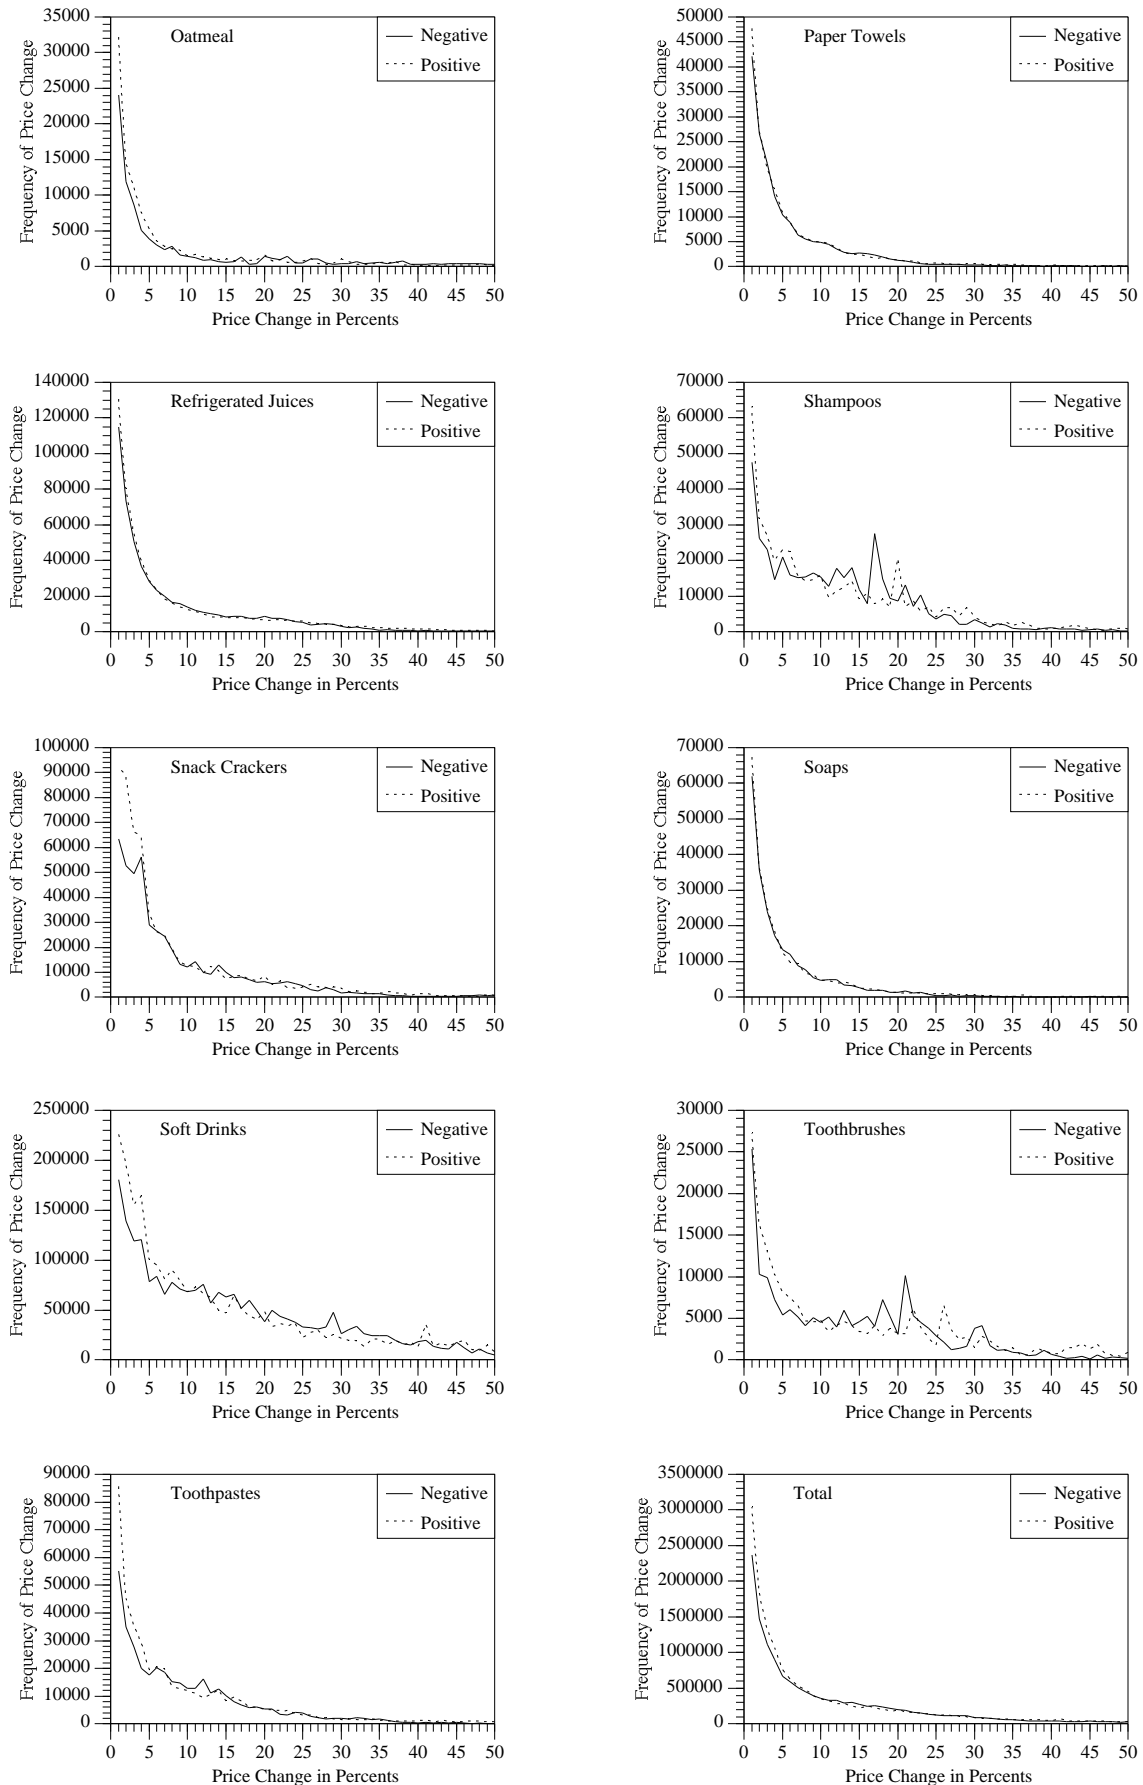 Oatmeal
Negative
Positive
Frequency of Price Change
35000
30000
25000
20000
15000
10000
5000
0
0 5 10 15 20 25 30 35 40 45 50
Price Change in Percents
Paper Towels
Negative
Positive
Frequency of Price Change
50000
45000
40000
35000
30000
25000
20000
15000
10000
5000
0
0 5 10 15 20 25 30 35 40 45 50
Price Change in Percents
Refrigerated Juices
Negative
Positive
Frequency of Price Change
140000
120000
100000
80000
60000
40000
20000
0
0 5 10 15 20 25 30 35 40 45 50
Price Change in Percents
Shampoos
Negative
Positive
Frequency of Price Change
70000
60000
50000
40000
30000
20000
10000
0
0 5 10 15 20 25 30 35 40 45 50
Price Change in Percents
Snack Crackers
Negative
Positive
Frequency of Price Change
100000
90000
80000
70000
60000
50000
40000
30000
20000
10000
0
0 5 10 15 20 25 30 35 40 45 50
Price Change in Percents
Soaps
Negative
Positive
Frequency of Price Change
70000
60000
50000
40000
30000
20000
10000
0
0 5 10 15 20 25 30 35 40 45 50
Price Change in Percents
Soft Drinks
Negative
Positive
Frequency of Price Change
250000
200000
150000
100000
50000
0
0 5 10 15 20 25 30 35 40 45 50
Price Change in Percents
Toothbrushes
Negative
Positive
Frequency of Price Change
30000
25000
20000
15000
10000
5000
0
0 5 10 15 20 25 30 35 40 45 50
Price Change in Percents
Toothpastes
Negative
Positive
Frequency of Price Change
90000
80000
70000
60000
50000
40000
30000
20000
10000
0
0 5 10 15 20 25 30 35 40 45 50
Price Change in Percents
Total
Negative
Positive
Frequency of Price Change
3500000
3000000
2500000
2000000
1500000
1000000
500000
0
0 5 10 15 20 25 30 35 40 45 50
Price Change in Percents